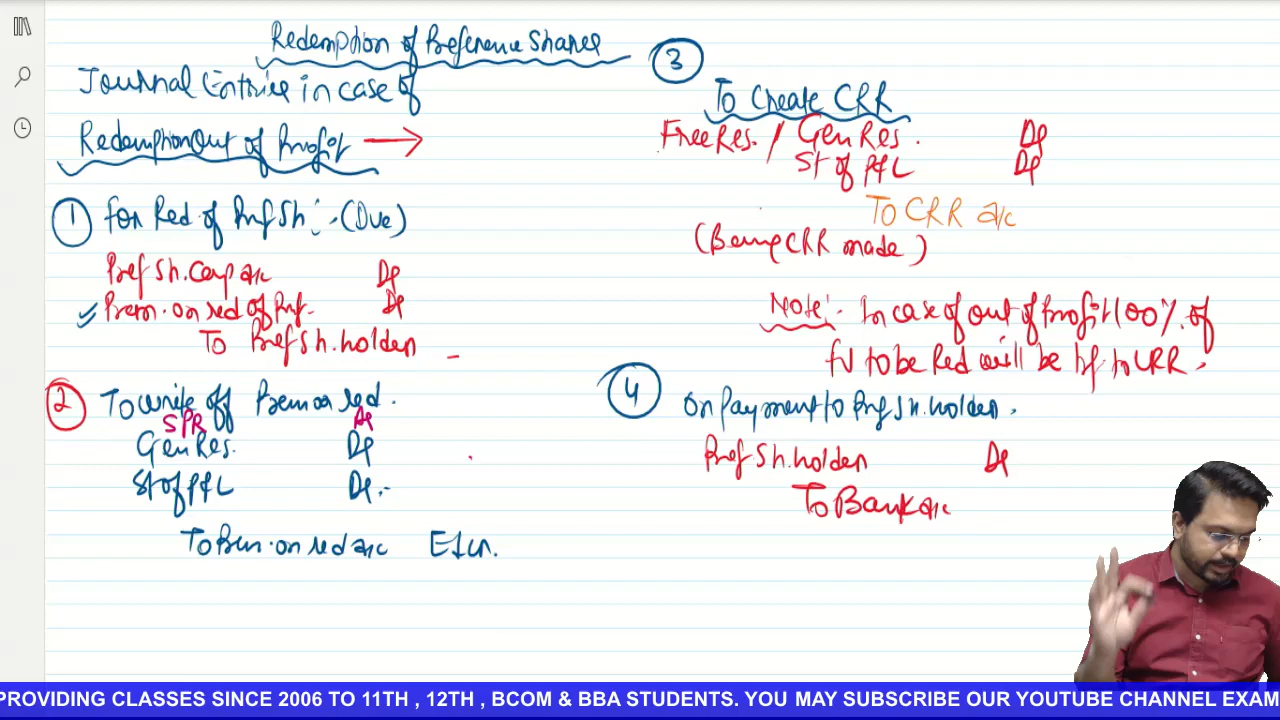 Redemption of Preference Shares
Journal Entries in case of
Redemption Out of Profit →
① for Red of Pref Sh :- (Due)
Pref Sh. Cap a/c Dr
✓ Prem. on red of Pref. Dr
To Pref Sh. holders
② To write off Prem on red.
SPR Dr
Gen Res. Dr
St of P&L Dr.
To Prem. on red a/c
③
To Create CRR
Free Res. / Gen Res. Dr
St of P&L Dr
To CRR a/c
(Being CRR made)
Note:- In case of out of Profit 100% of
FV to be Red will be tf to CRR.
④ On Payment to Pref Sh. holders.
Pref Sh. holders Dr
To Bank a/c
PROVIDING CLASSES SINCE 2006 TO 11TH , 12TH , BCOM & BBA STUDENTS. YOU MAY SUBSCRIBE OUR YOUTUBE CHANNEL EXAM